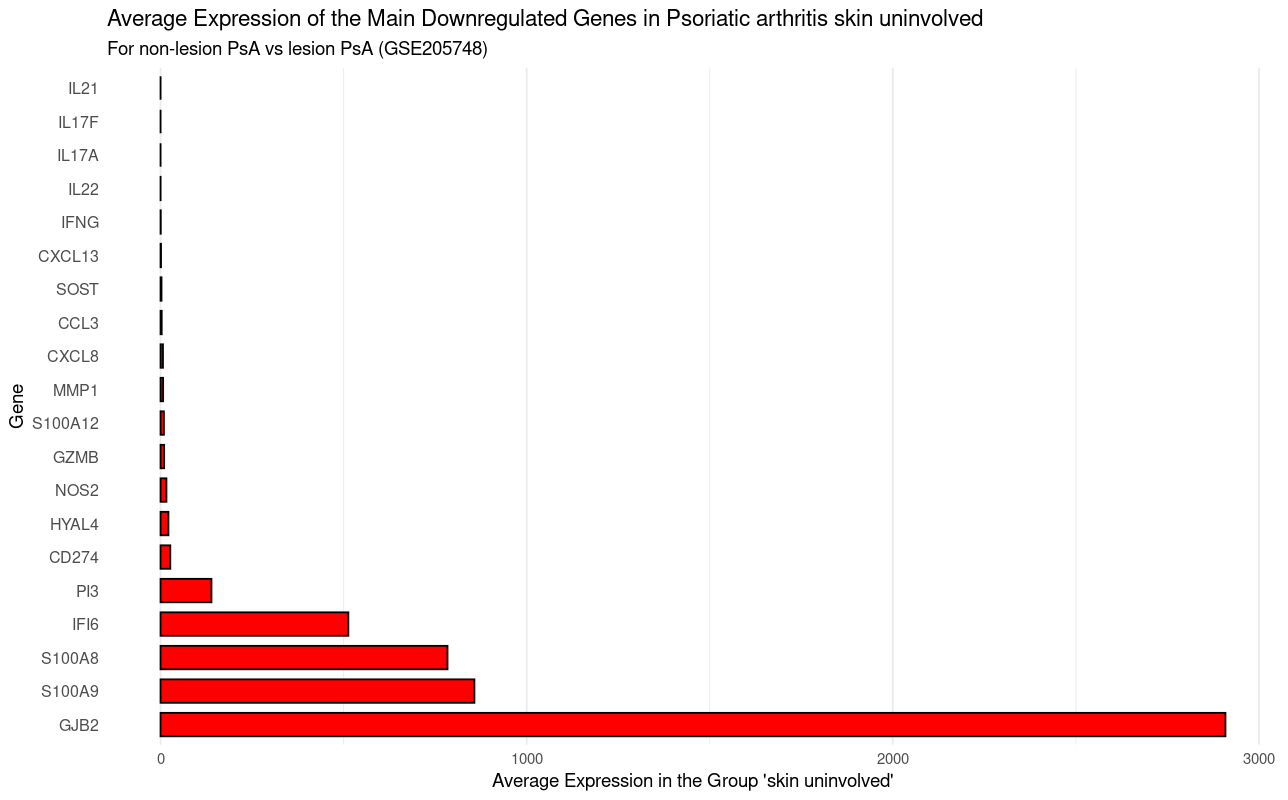 Average Expression of the Main Downregulated Genes in Psoriatic arthritis skin uninvolved
For non-lesion PsA vs lesion PsA (GSE205748)
Gene
IL21
IL17F
IL17A
IL22
IFNG
CXCL13
SOST
CCL3
CXCL8
MMP1
S100A12
GZMB
NOS2
HYAL4
CD274
PI3
IFI6
S100A8
S100A9
GJB2
0 1000 2000 3000
Average Expression in the Group 'skin uninvolved'